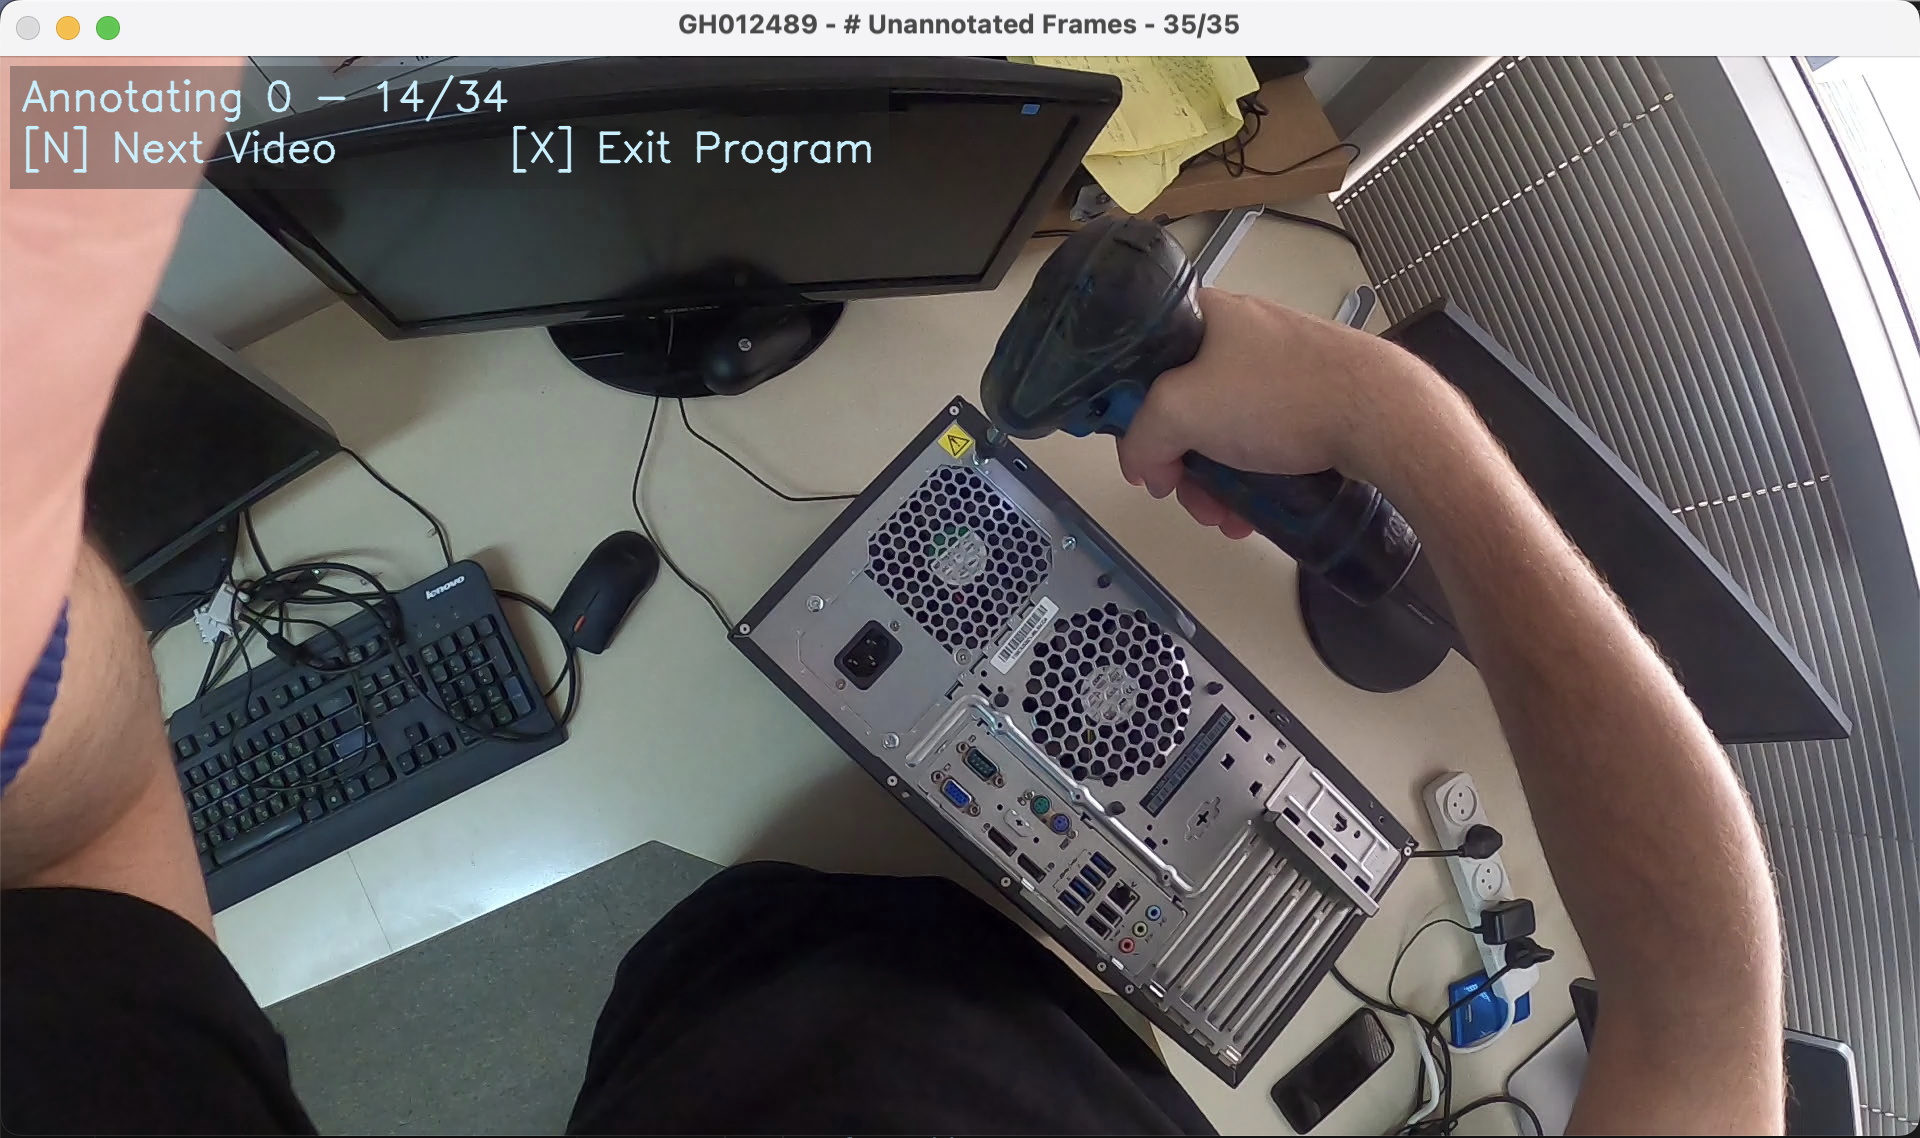 GH012489 - # Unannotated Frames - 35/35
Annotating 0 - 14/34
[N] Next Video [X] Exit Program
lenovo